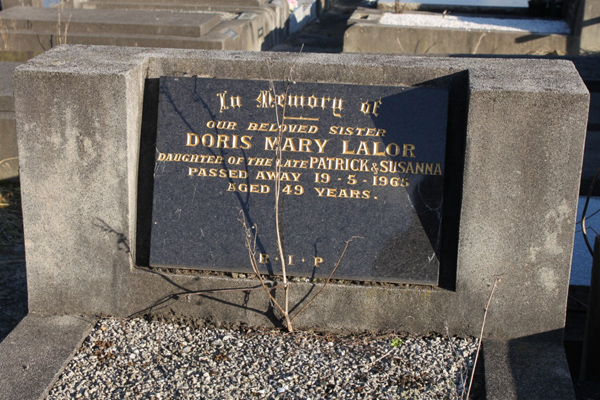 In Memory of
OUR BELOVED SISTER
DORIS MARY LALOR
DAUGHTER OF THE LATE PATRICK & SUSANNA
PASSED AWAY 19-5-1965
AGED 49 YEARS.
R·I·P